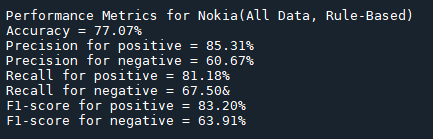 Performance Metrics for Nokia(All Data, Rule-Based)
Accuracy = 77.07%
Precision for positive = 85.31%
Precision for negative = 60.67%
Recall for positive = 81.18%
Recall for negative = 67.50&
F1-score for positive = 83.20%
F1-score for negative = 63.91%